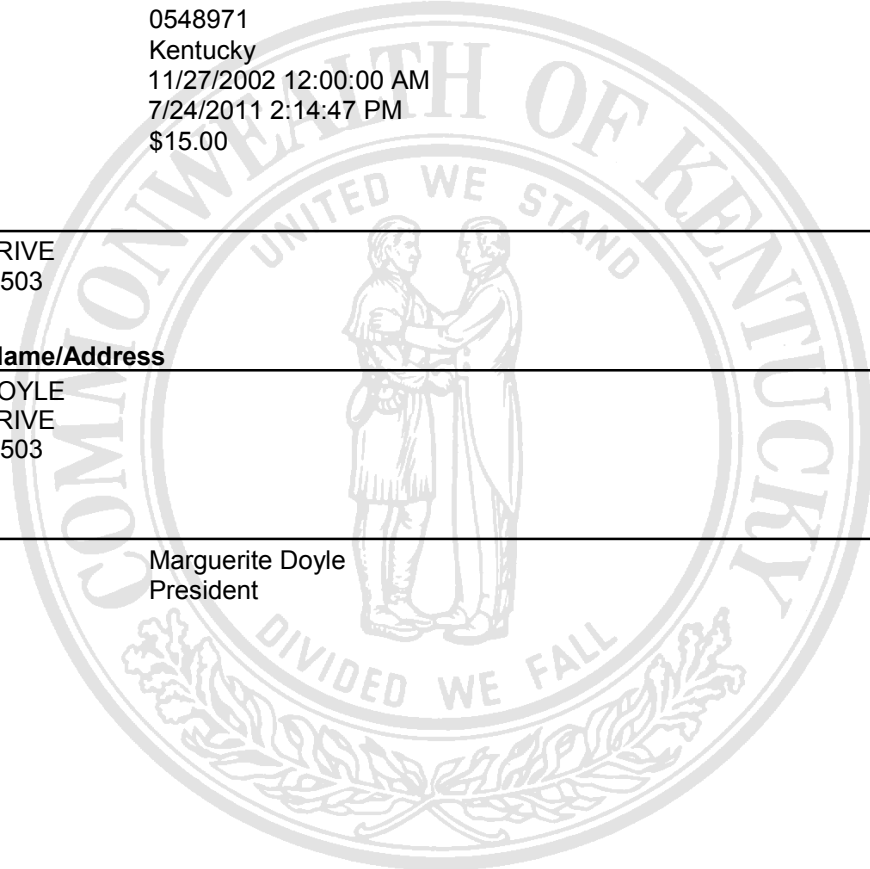 0548971
Kentucky
11/27/2002 12:00:00 AM
7/24/2011 2:14:47 PM
$15.00
RIVE
503
lame/Address
OYLE
RIVE
503
Marguerite Doyle
President
COMMONWEALTH OF KENTUCKY
UNITED WE STAND
DIVIDED WE FALL